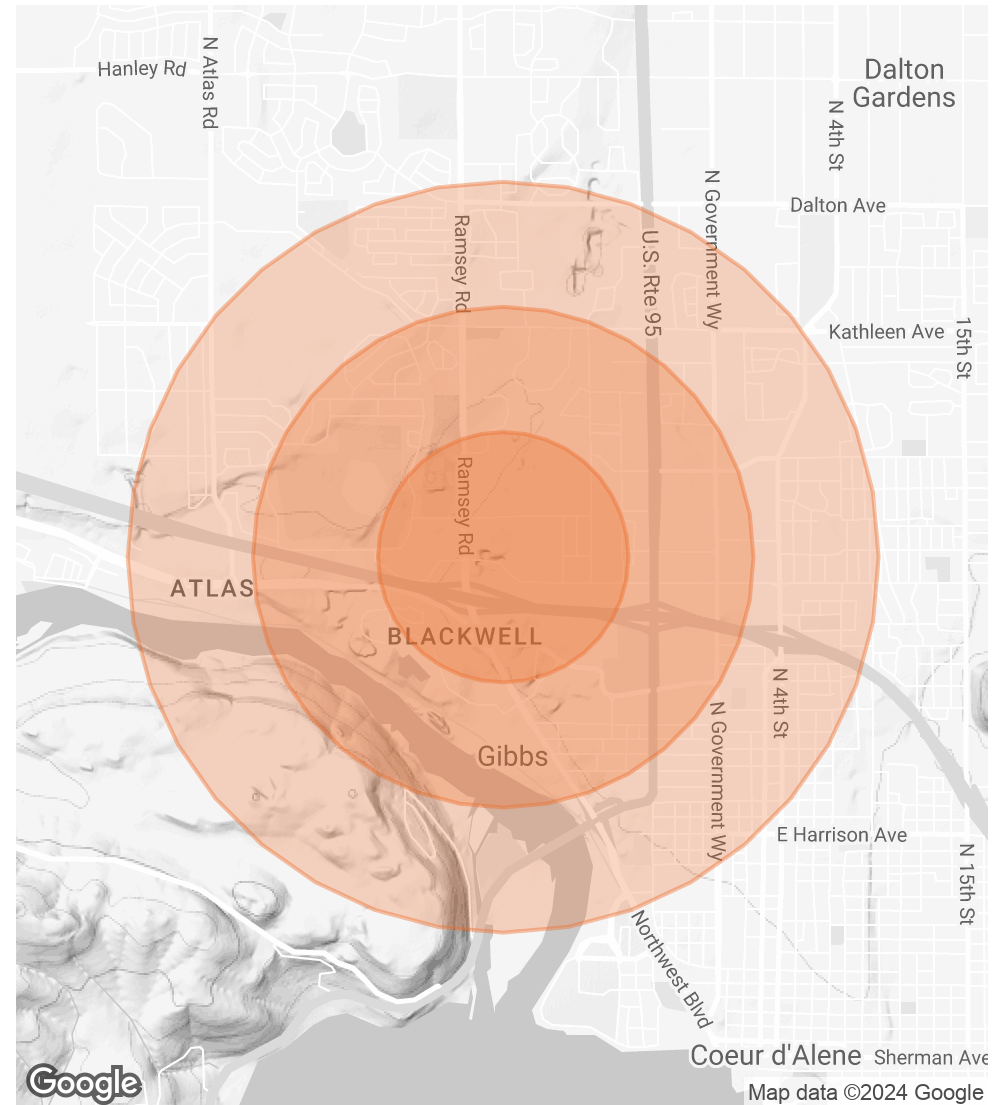 Hanley Rd
N Atlas Rd
Dalton
Gardens
N 4th St
N Government Wy
Dalton Ave
Ramsey Rd
U.S. Rte 95
Kathleen Ave
15th St
Ramsey Rd
ATLAS
BLACKWELL
N 4th St
N Government Wy
Gibbs
E Harrison Ave
N 15th St
Northwest Blvd
Coeur d'Alene
Sherman Ave
Google
Map data ©2024 Google